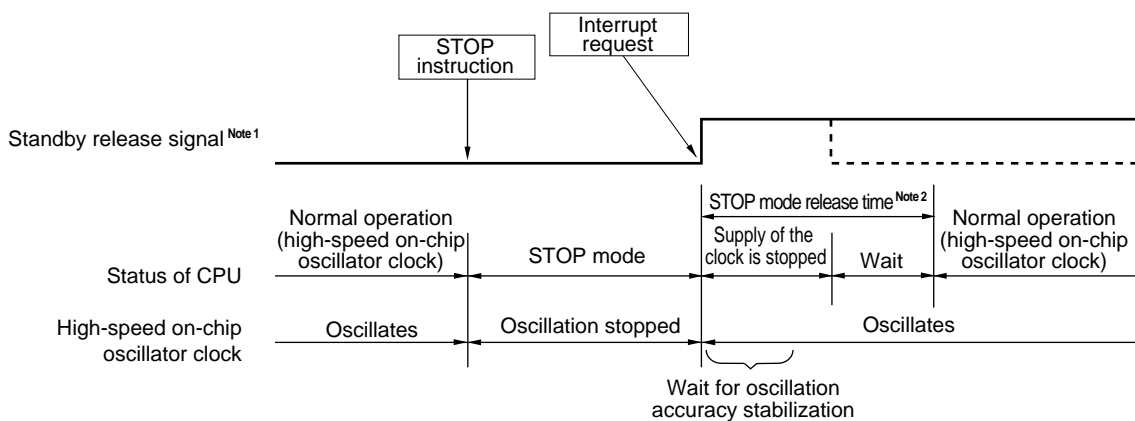 Interrupt
request
STOP
instruction
Standby release signal Note 1
STOP mode release time Note 2
Normal operation
(high-speed on-chip
oscillator clock)
Supply of the
clock is stopped
Normal operation
(high-speed on-chip
oscillator clock)
Status of CPU
STOP mode
Wait
High-speed on-chip
oscillator clock
Oscillates
Oscillation stopped
Oscillates
Wait for oscillation
accuracy stabilization